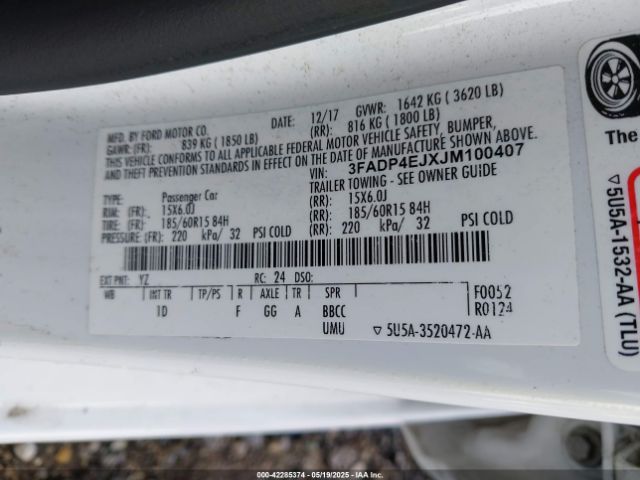 MFD. BY FORD MOTOR CO.
DATE: 12/17 GVWR: 1642 KG ( 3620 LB)
GAWR: (FR): 839 KG ( 1850 LB) (RR): 816 KG ( 1800 LB)
THIS VEHICLE CONFORMS TO ALL APPLICABLE FEDERAL MOTOR VEHICLE SAFETY, BUMPER,
AND THEFT PREVENTION STANDARDS IN EFFECT ON THE DATE OF MANUFACTURE SHOWN ABOVE.
VIN: 3FADP4EJXJM100407
TYPE: Passenger Car TRAILER TOWING - SEE OWNER GUIDE
RIM: (FR): 15X6.0J (RR): 15X6.0J
TIRE: (FR): 185/60R15 84H (RR): 185/60R15 84H
PRESSURE: (FR) 220 kPa/ 32 PSI COLD (RR): 220 kPa/ 32 PSI COLD
EXT PNT: YZ RC: 24 DSO:
WB INT TR TP/PS R AXLE TR SPR F0052
1D F GG A BBCC R0124
UMU ▽ 5U5A-3520472-AA
The
▽5U5A-1532-AA (TLU)
000-42285374 | 05/19/2025 | IAA Inc.